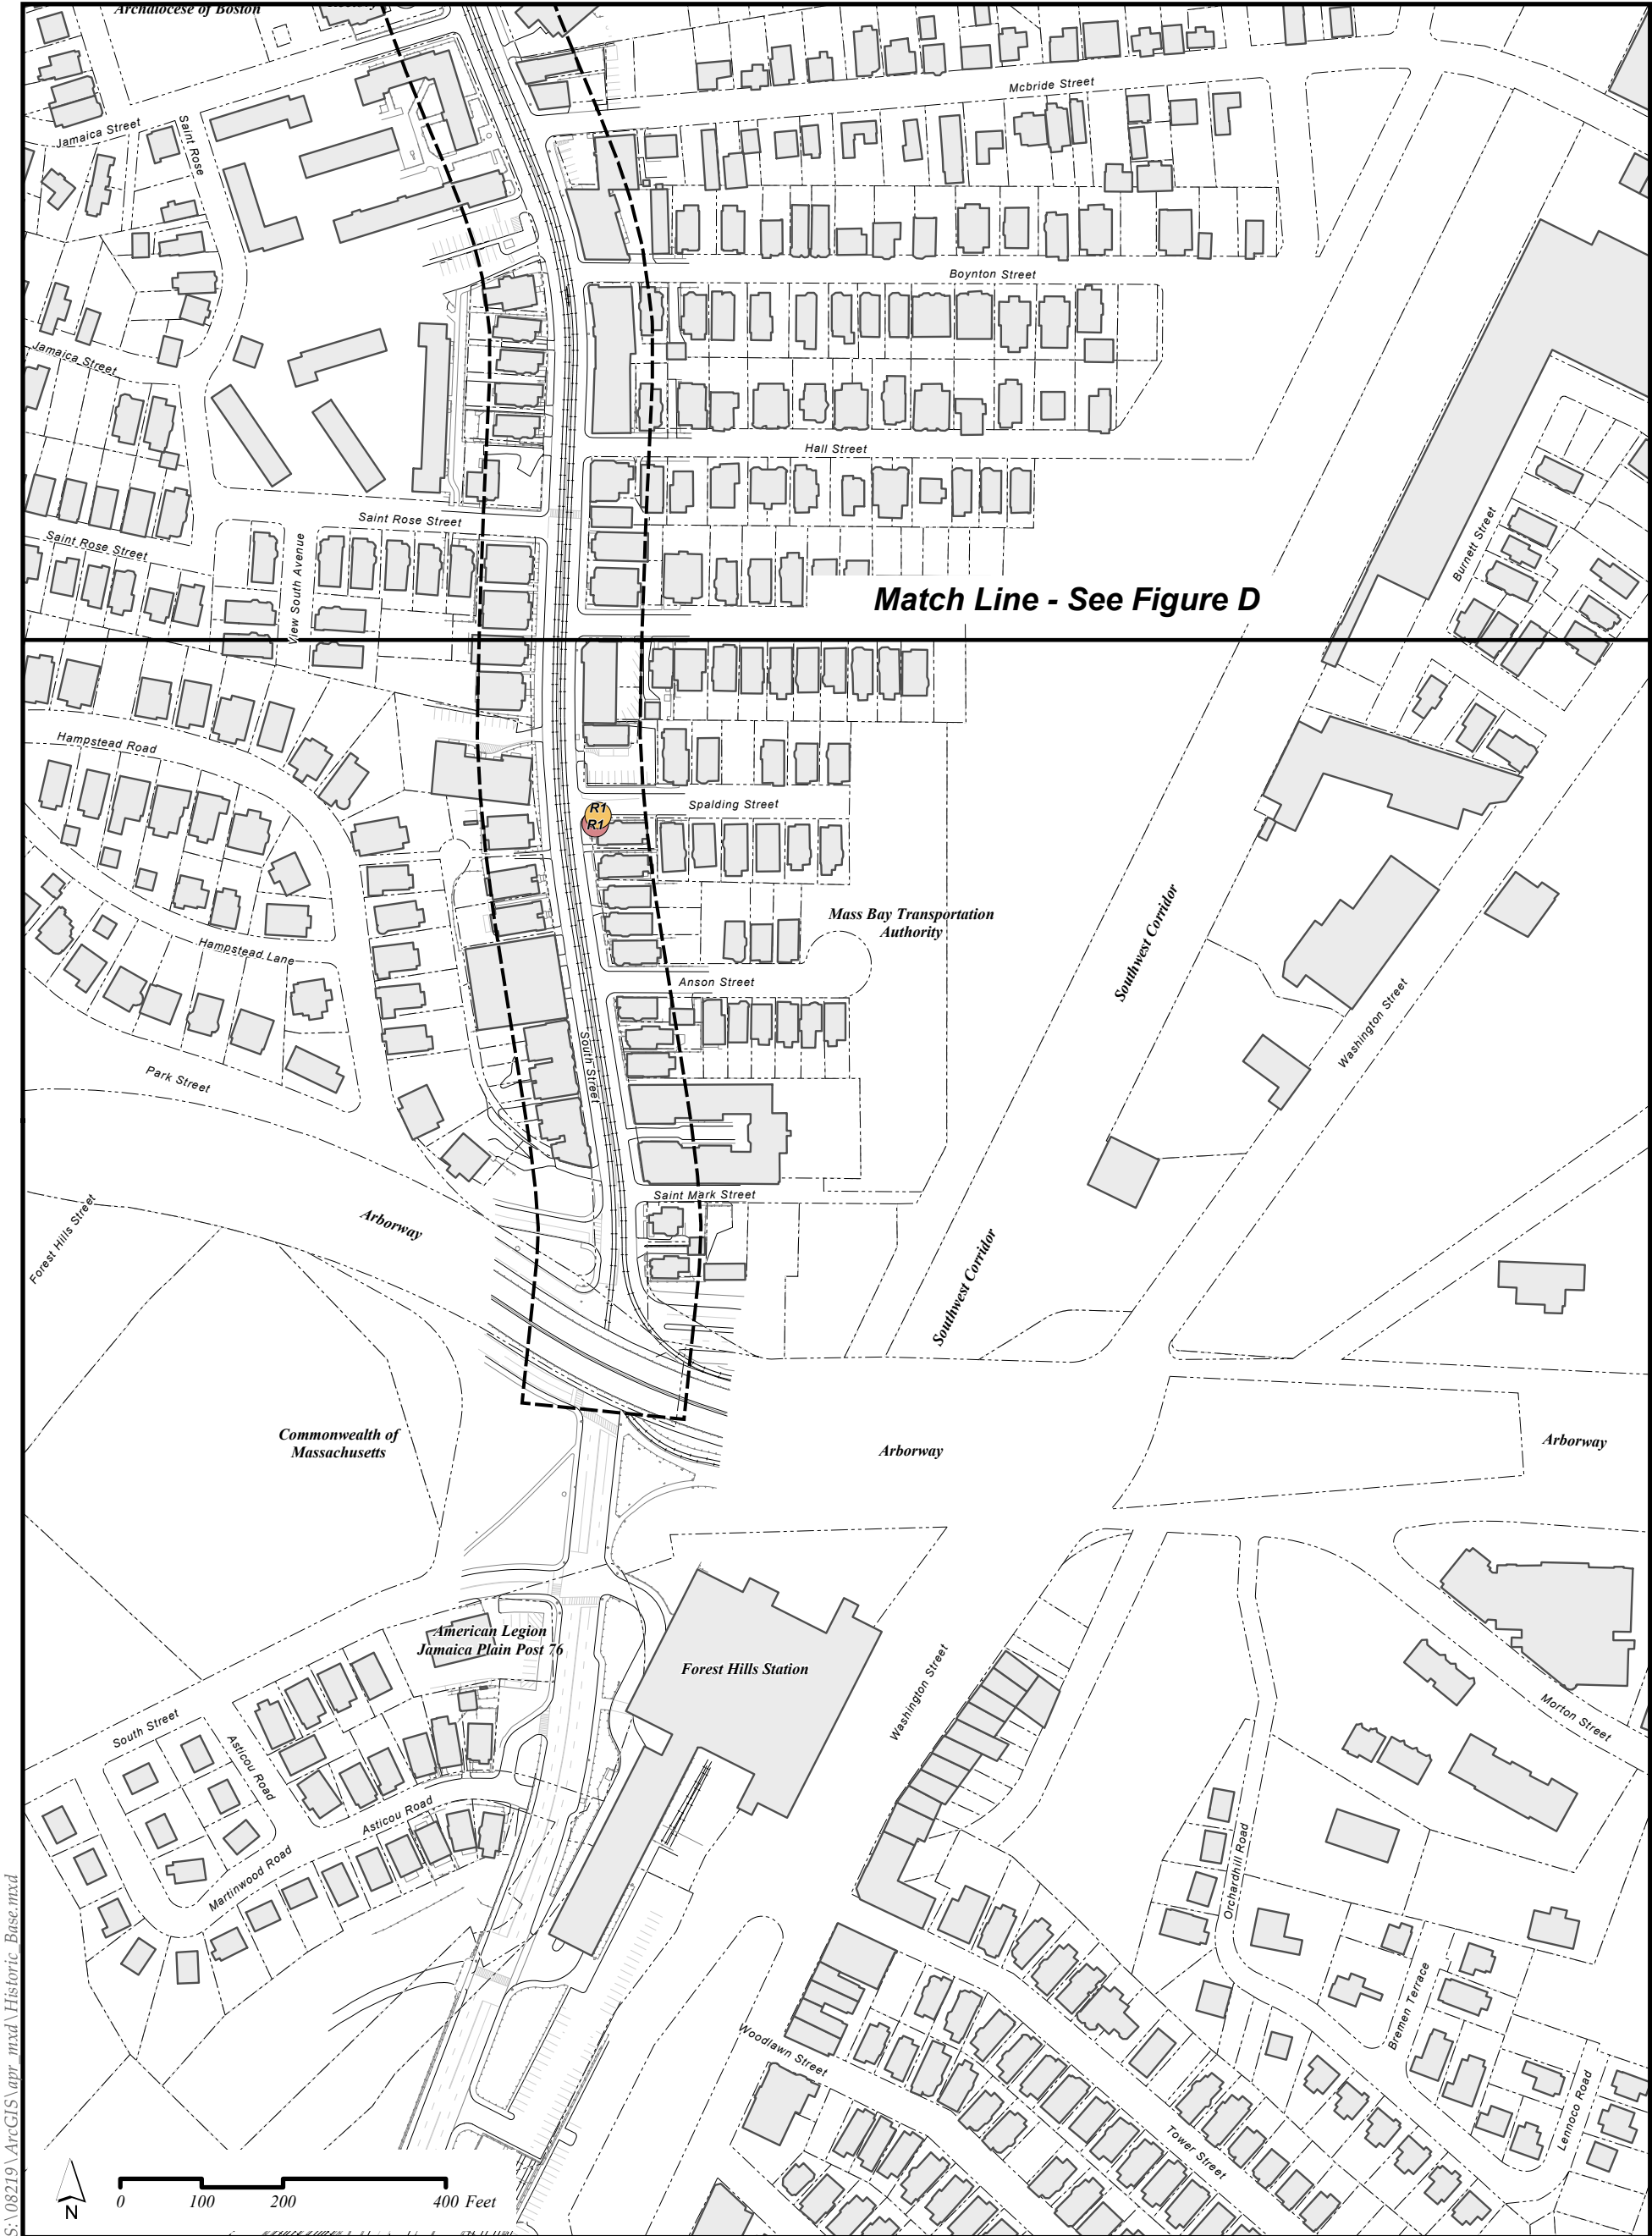 Archdiocese of Boston
Mcbride Street
Jamaica Street
Saint Rose
Boynton Street
Jamaica Street
Hall Street
Saint Rose Street
Saint Rose Street
View South Avenue
Burnett Street
Match Line - See Figure D
Hampstead Road
Spalding Street
R1
R1
Mass Bay Transportation
Authority
Southwest Corridor
Hampstead Lane
Anson Street
Washington Street
South Street
Park Street
Saint Mark Street
Forest Hills Street
Arborway
Southwest Corridor
Commonwealth of
Massachusetts
Arborway
Arborway
American Legion
Jamaica Plain Post 76
Forest Hills Station
Washington Street
Morton Street
South Street
Asticou Road
Asticou Road
Martinwood Road
Orchardhill Road
Bremen Terrace
Woodlawn Street
Lennoco Road
Tower Street
N
0 100 200 400 Feet
S:\08219\ArcGIS\apr_mxd\Historic_Base.mxd